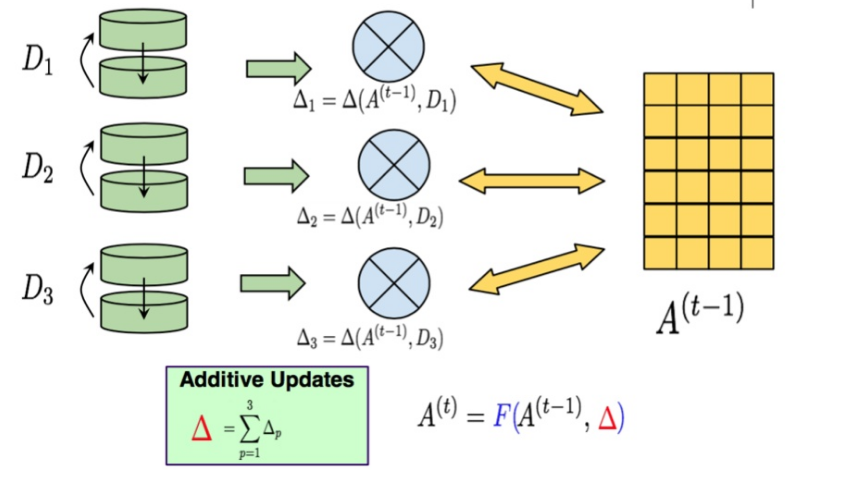 D₁
Δ₁ = Δ(A⁽ᵗ⁻¹⁾, D₁)
D₂
Δ₂ = Δ(A⁽ᵗ⁻¹⁾, D₂)
D₃
Δ₃ = Δ(A⁽ᵗ⁻¹⁾, D₃)
A⁽ᵗ⁻¹⁾
Additive Updates
Δ = ∑_{p=1}^{3} Δₚ
A⁽ᵗ⁾ = F(A⁽ᵗ⁻¹⁾, Δ)